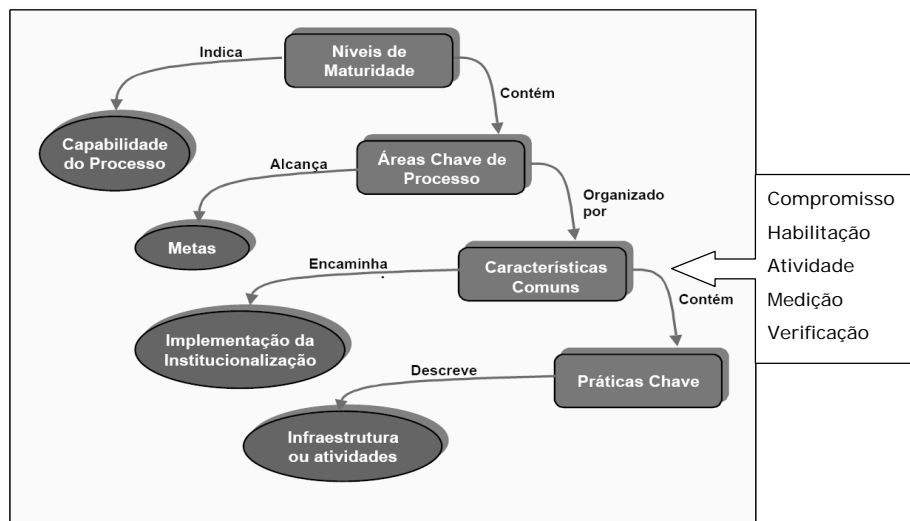 Níveis de
Maturidade
Indica
Contém
Capabilidade
do Processo
Áreas Chave de
Processo
Alcança
Organizado
por
Metas
Características
Comuns
Encaminha
Contém
Implementação da
Institucionalização
Práticas Chave
Descreve
Infraestrutura
ou atividades
Compromisso
Habilitação
Atividade
Medição
Verificação